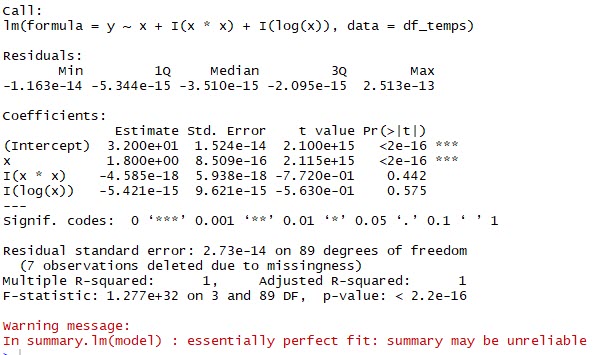 Call:
lm(formula = y ~ x + I(x * x) + I(log(x)), data = df_temps)
Residuals:
Min 1Q Median 3Q Max
-1.163e-14 -5.344e-15 -3.510e-15 -2.095e-15 2.513e-13
Coefficients:
Estimate Std. Error t value Pr(>|t|)
(Intercept) 3.200e+01 1.524e-14 2.100e+15 <2e-16 ***
x 1.800e+00 8.509e-16 2.115e+15 <2e-16 ***
I(x * x) -4.585e-18 5.938e-18 -7.720e-01 0.442
I(log(x)) -5.421e-15 9.621e-15 -5.630e-01 0.575
---
Signif. codes: 0 ‘***’ 0.001 ‘**’ 0.01 ‘*’ 0.05 ‘.’ 0.1 ‘ ’ 1
Residual standard error: 2.73e-14 on 89 degrees of freedom
(7 observations deleted due to missingness)
Multiple R-squared: 1, Adjusted R-squared: 1
F-statistic: 1.277e+32 on 3 and 89 DF, p-value: < 2.2e-16
Warning message:
In summary.lm(model) : essentially perfect fit: summary may be unreliable
>